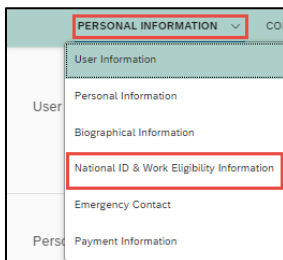 PERSONAL INFORMATION
User Information
Personal Information
User
Biographical Information
National ID & Work Eligibility Information
Emergency Contact
Payment Information